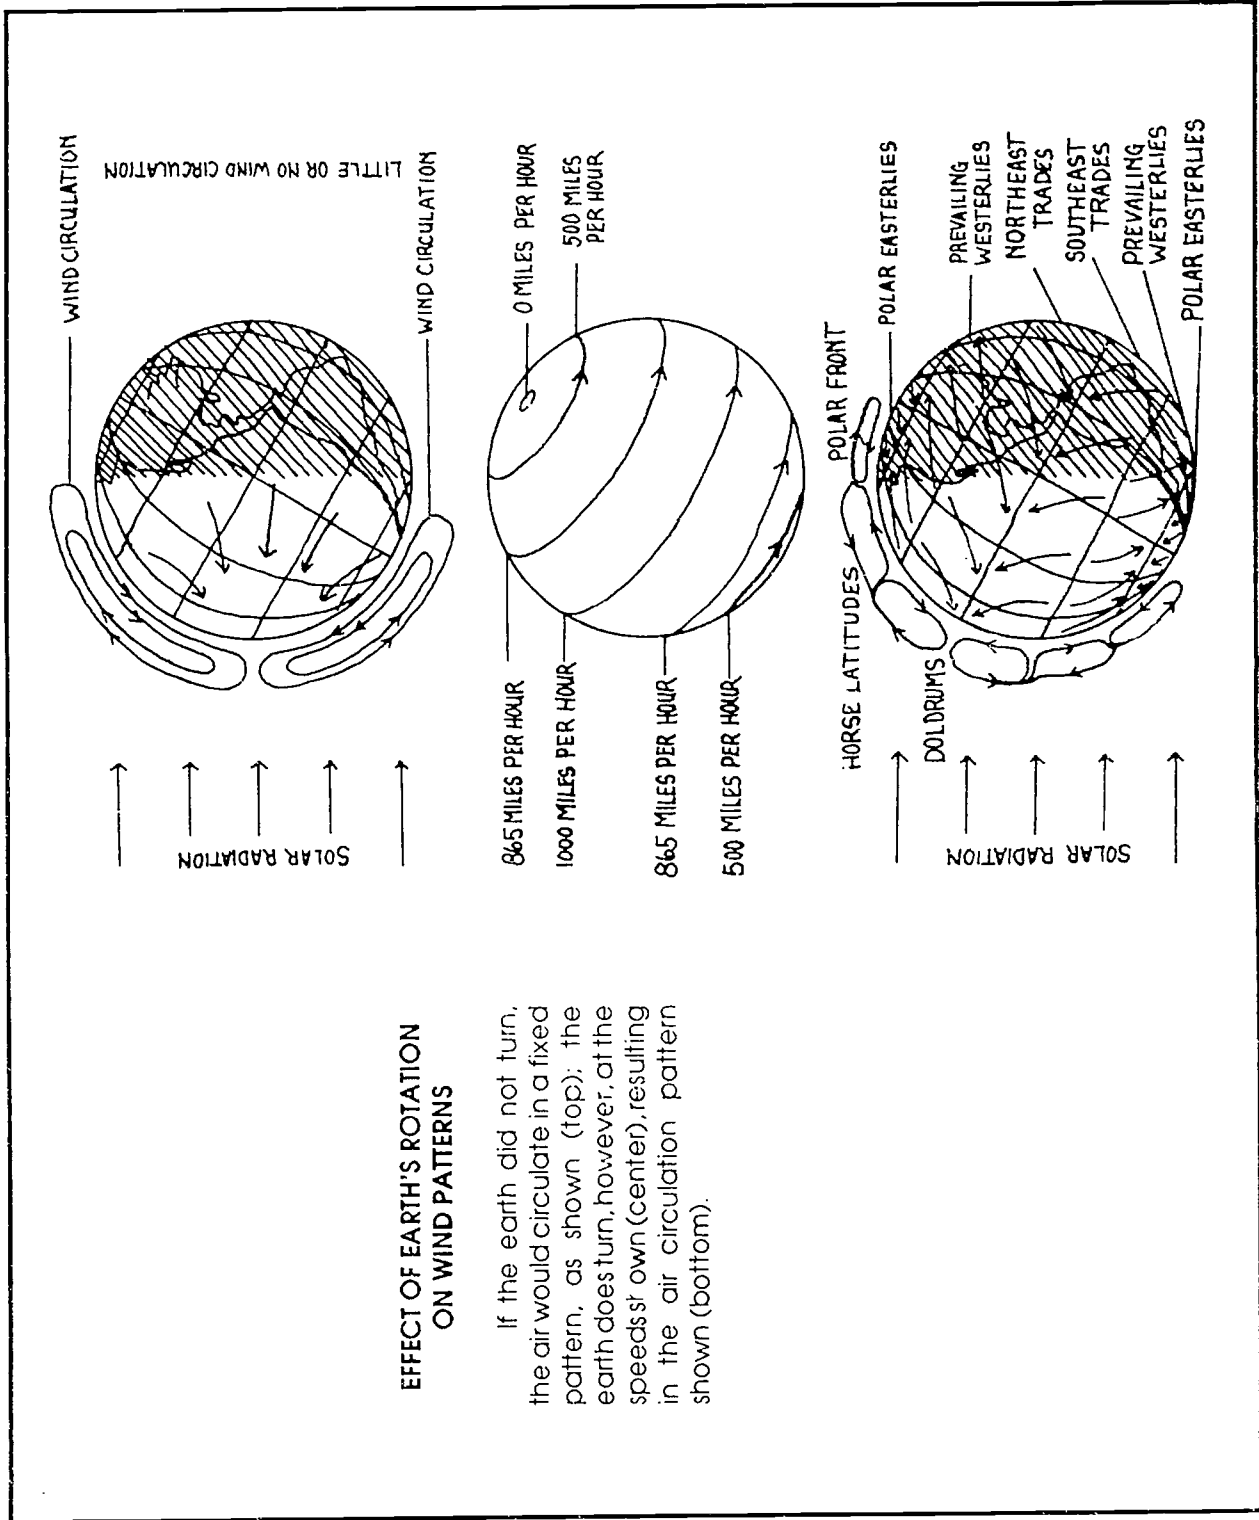 EFFECT OF EARTH'S ROTATION
ON WIND PATTERNS
If the earth did not turn,
the air would circulate in a fixed
pattern, as shown (top); the
earth does turn, however, at the
speeds st own (center), resulting
in the air circulation pattern
shown (bottom).
SOLAR RADIATION
WIND CIRCULATION
LITTLE OR NO WIND CIRCULATION
WIND CIRCULATION
865 MILES PER HOUR
1000 MILES PER HOUR
865 MILES PER HOUR
500 MILES PER HOUR
0 MILES PER HOUR
500 MILES
PER HOUR
SOLAR RADIATION
HORSE LATITUDES
DOLDRUMS
POLAR FRONT
POLAR EASTERLIES
PREVAILING
WESTERLIES
NORTHEAST
TRADES
SOUTHEAST
TRADES
PREVAILING
WESTERLIES
POLAR EASTERLIES